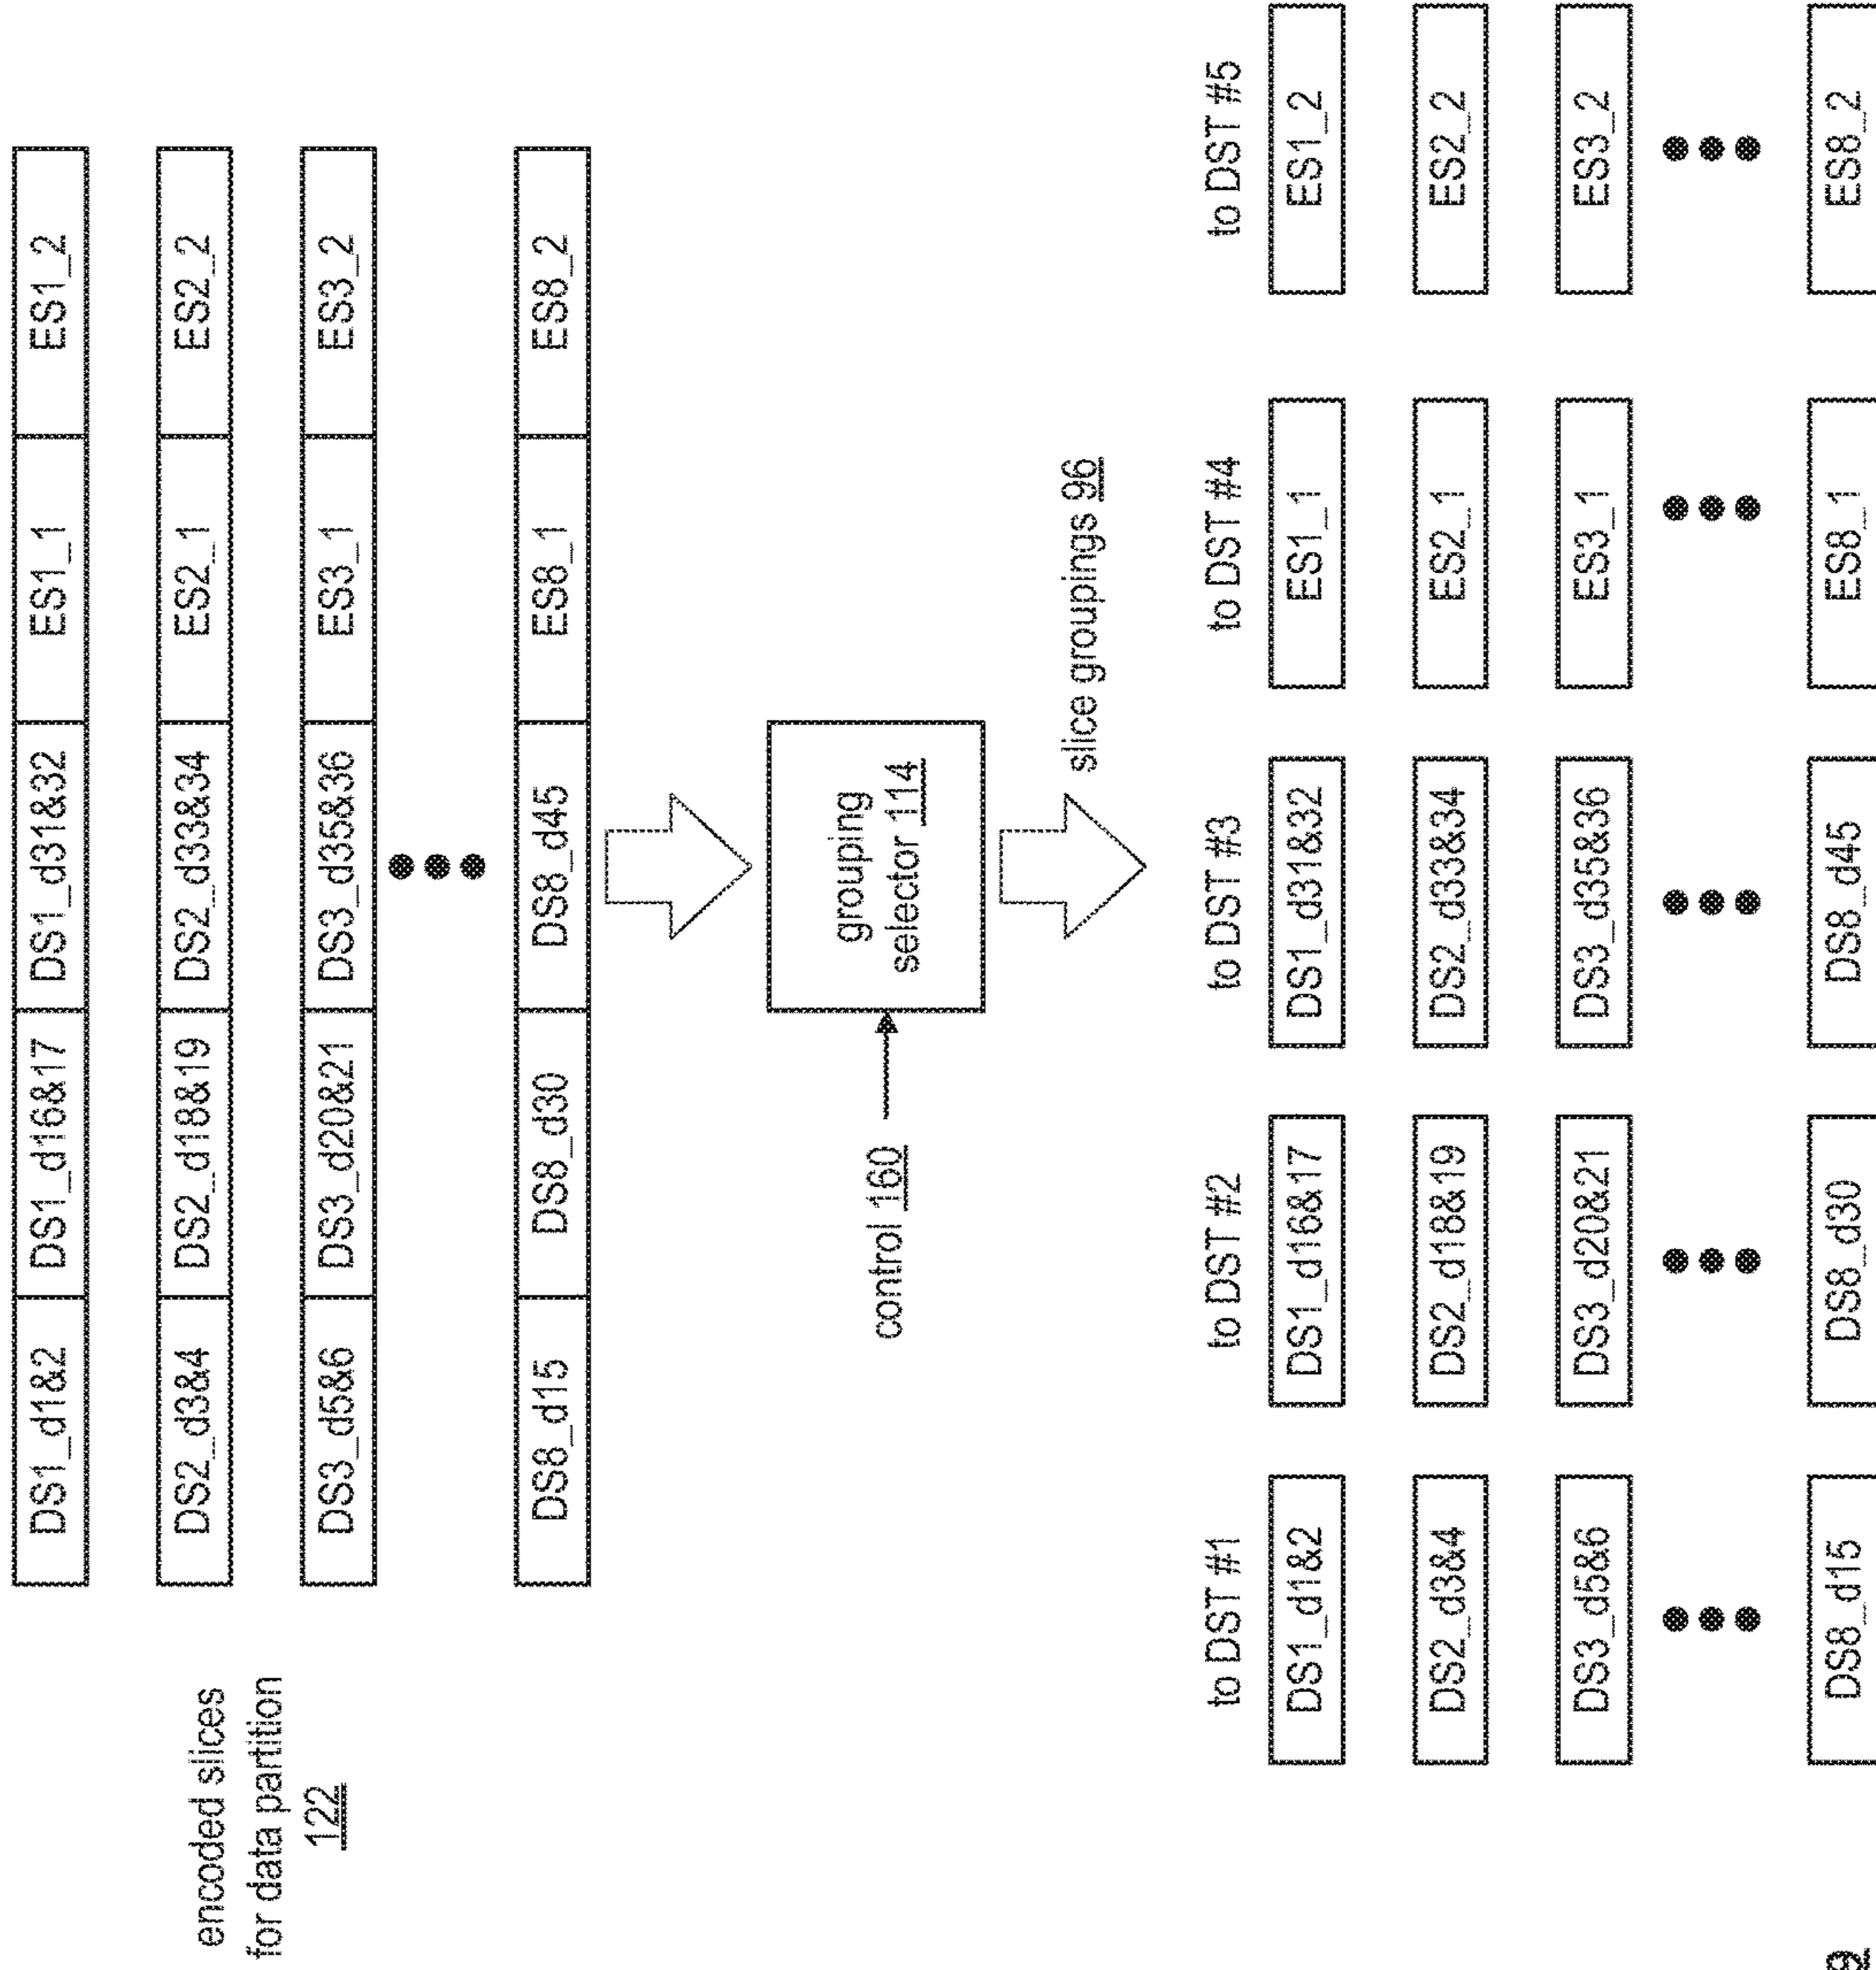 encoded slices
for data partition
122
DS1_d1&2 DS1_d16&17 DS1_d31&32 ES1_1 ES1_2
DS2_d3&4 DS2_d18&19 DS2_d33&34 ES2_1 ES2_2
DS3_d5&6 DS3_d20&21 DS3_d35&36 ES3_1 ES3_2
DS8_d15 DS8_d30 DS8_d45 ES8_1 ES8_2
control 160
grouping
selector 114
slice groupings 96
to DST #1 to DST #2 to DST #3 to DST #4 to DST #5
DS1_d1&2 DS1_d16&17 DS1_d31&32 ES1_1 ES1_2
DS2_d3&4 DS2_d18&19 DS2_d33&34 ES2_1 ES2_2
DS3_d5&6 DS3_d20&21 DS3_d35&36 ES3_1 ES3_2
DS8_d15 DS8_d30 DS8_d45 ES8_1 ES8_2